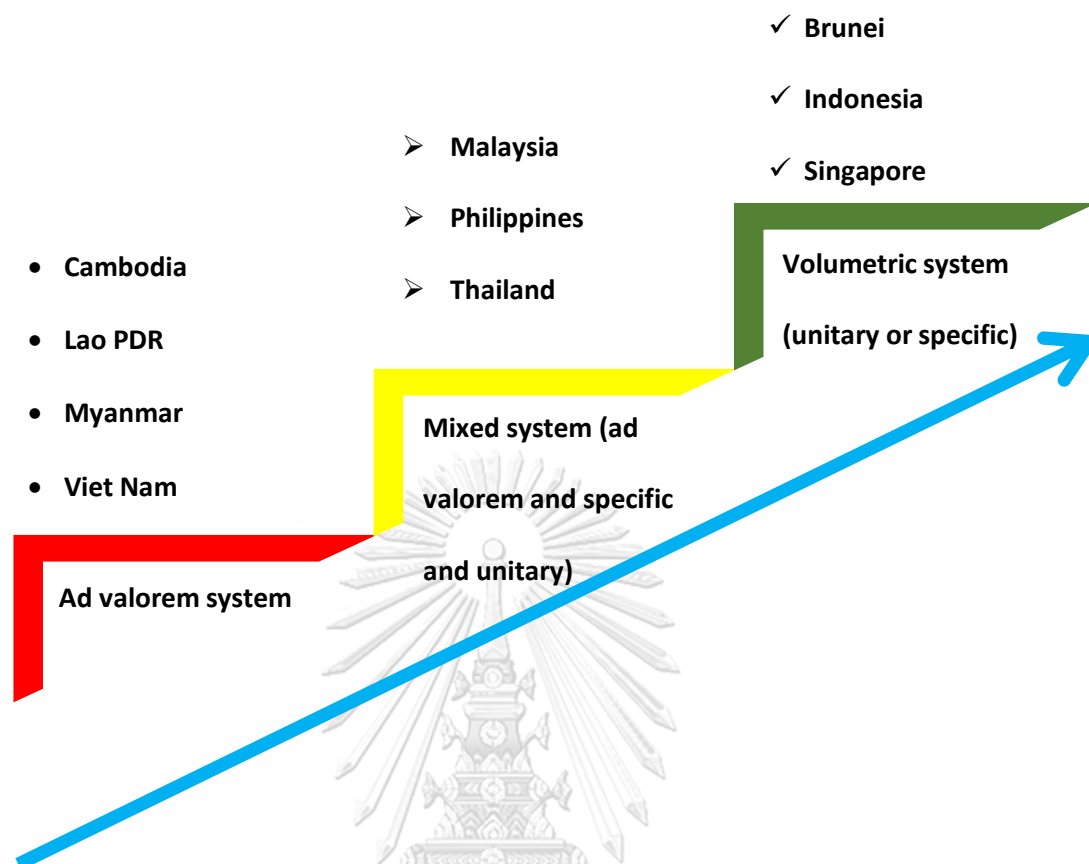 • Cambodia
• Lao PDR
• Myanmar
• Viet Nam
Ad valorem system
➢ Malaysia
➢ Philippines
➢ Thailand
Mixed system (ad
valorem and specific
and unitary)
✓ Brunei
✓ Indonesia
✓ Singapore
Volumetric system
(unitary or specific)